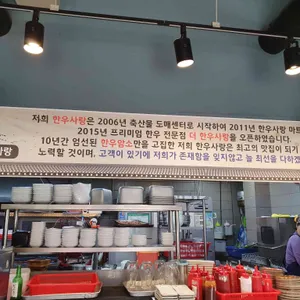 저희 한우사랑은 2006년 축산물 도매센터로 시작하여 2011년 한우사랑 마트
2015년 프리미엄 한우 전문점 더 한우사랑을 오픈하였습니다.
10년간 엄선된 한우암소만을 고집한 저희 한우사랑은 최고의 맛집이 되기
노력할 것이며, 고객이 있기에 저희가 존재함을 잊지않고 늘 최선을 다하겠
사랑